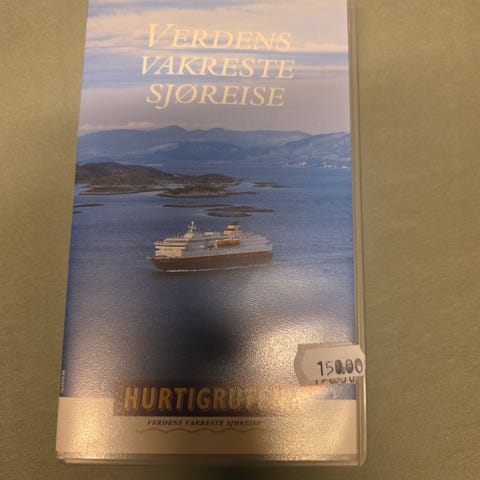 VERDENS
VAKRESTE
SJØREISE
150.00
HURTIGRUTEN
VERDENS VAKRESTE SJØREISE